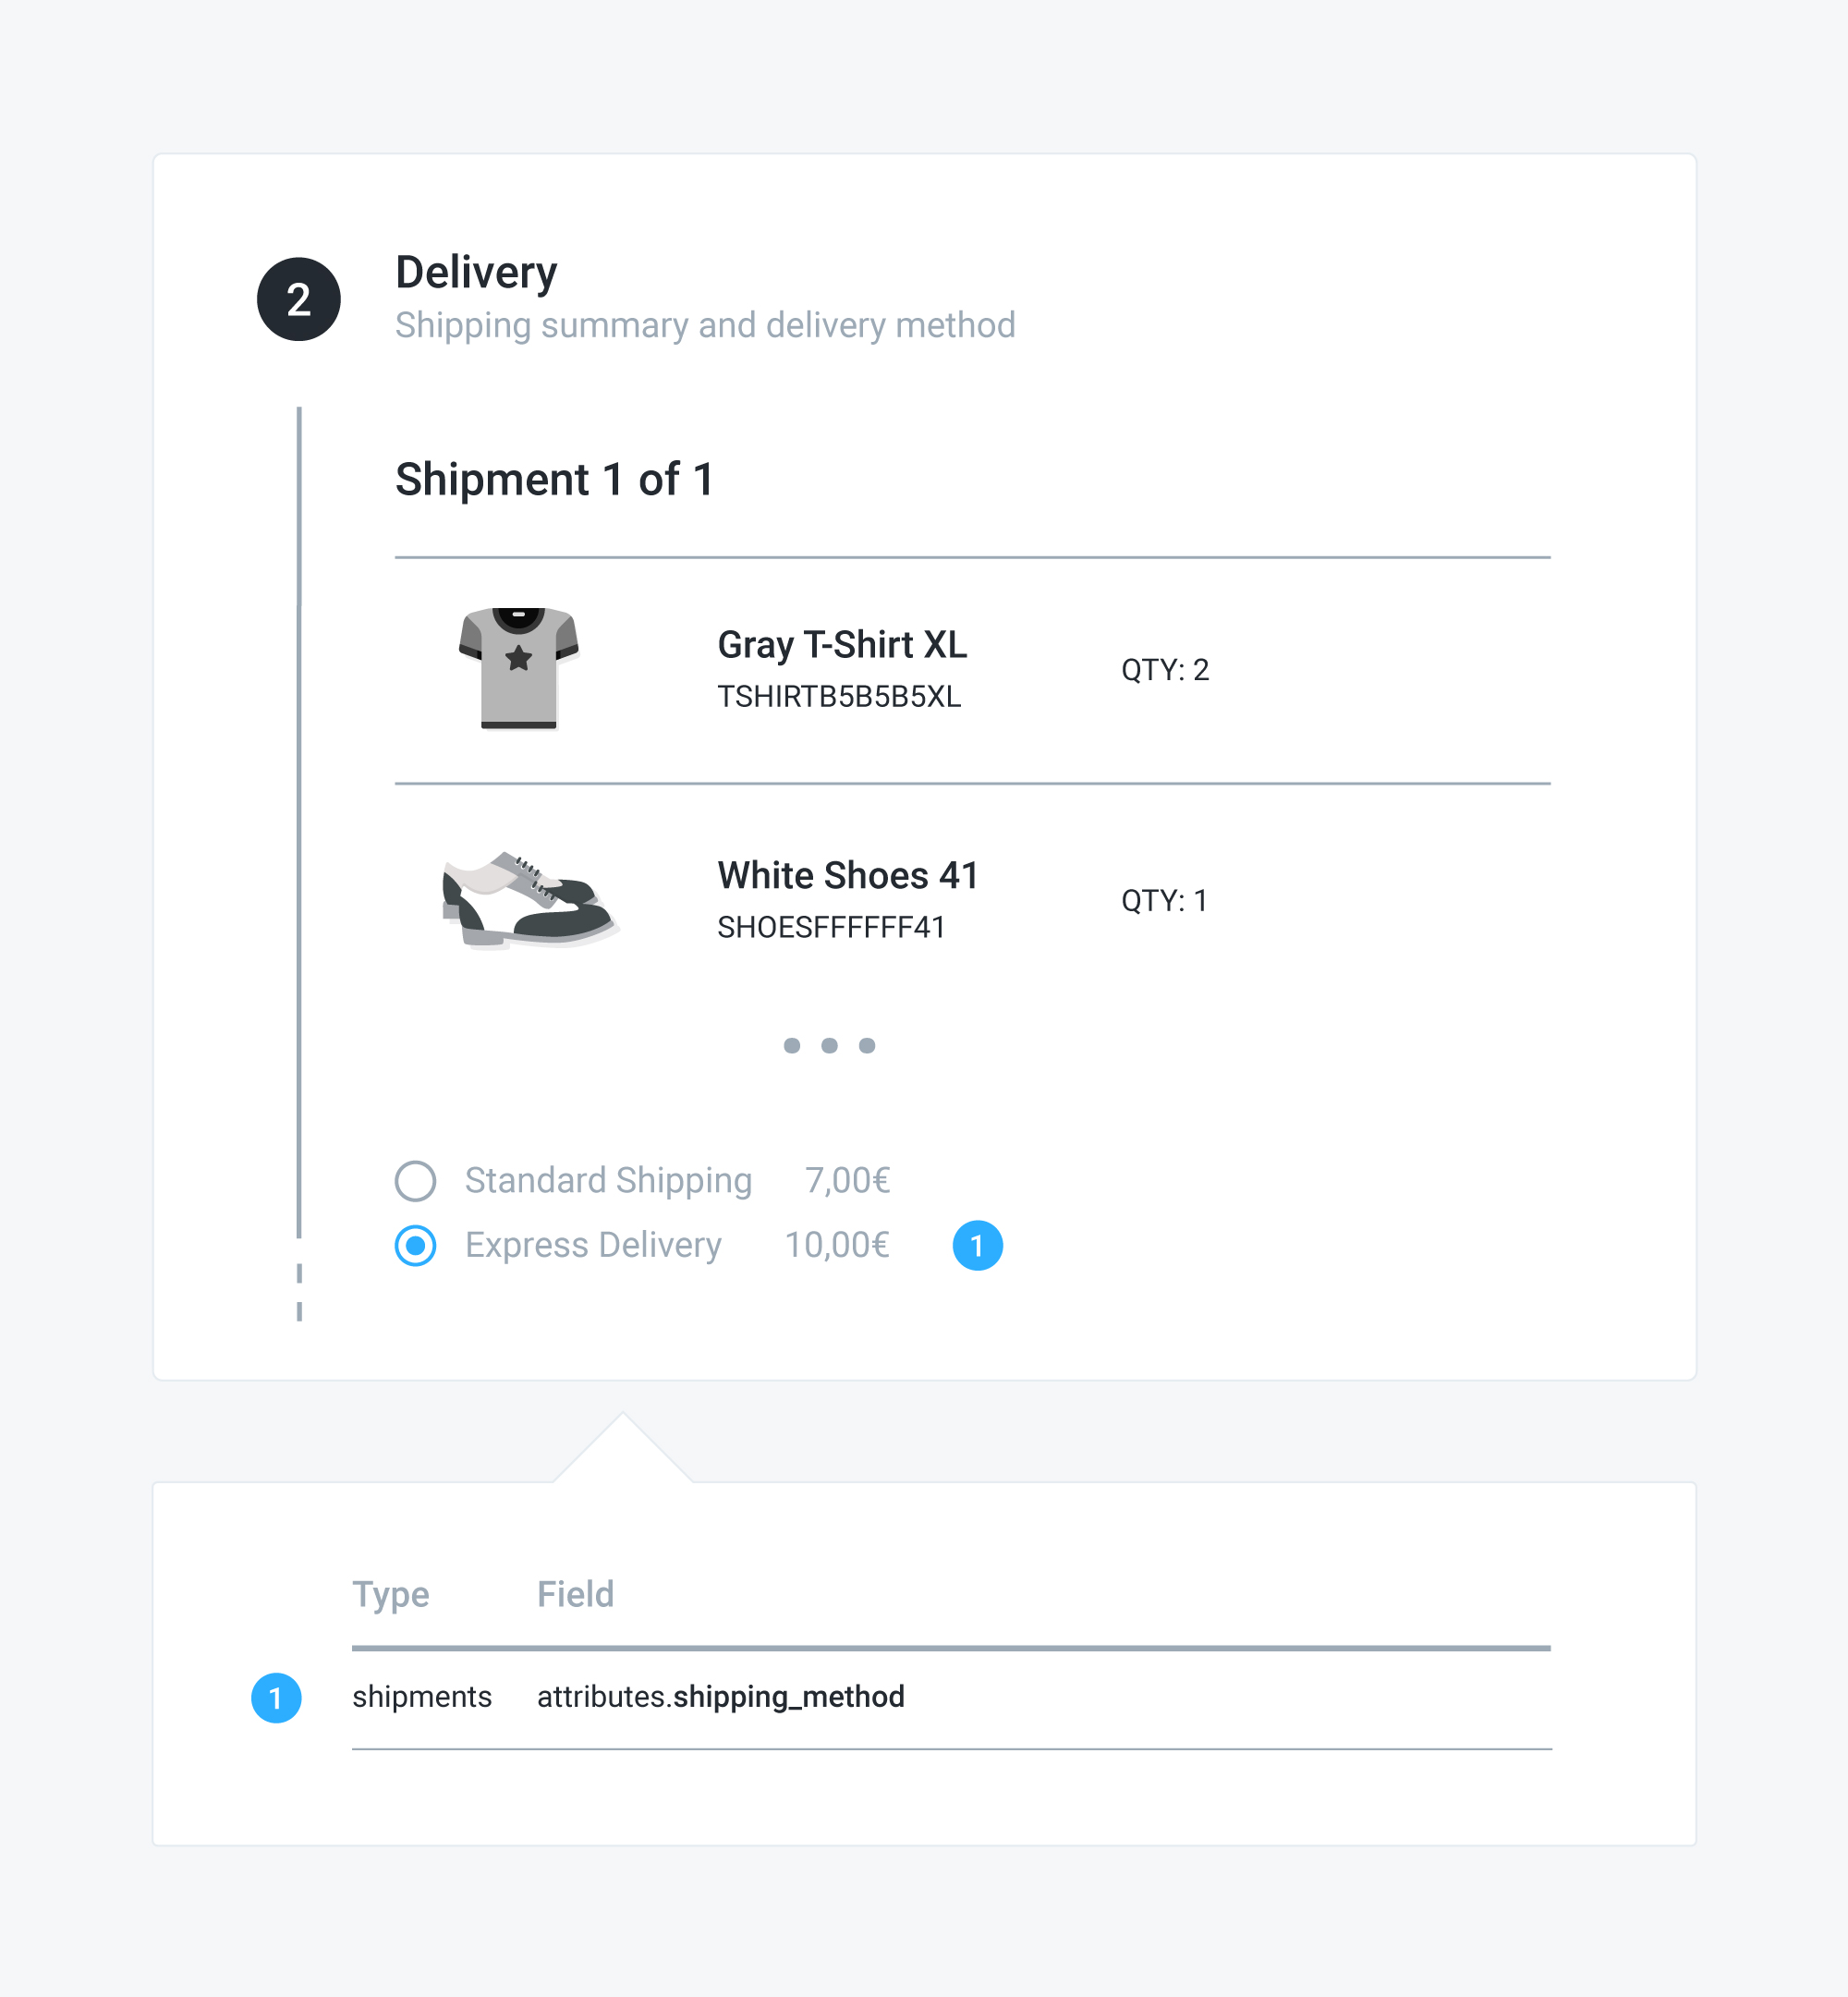 2
Delivery
Shipping summary and delivery method
Shipment 1 of 1
Gray T-Shirt XL
TSHIRTB5B5B5XL
QTY: 2
White Shoes 41
SHOESFFFFFF41
QTY: 1
Standard Shipping 7,00€
Express Delivery 10,00€ 1
Type Field
1 shipments attributes.shipping_method